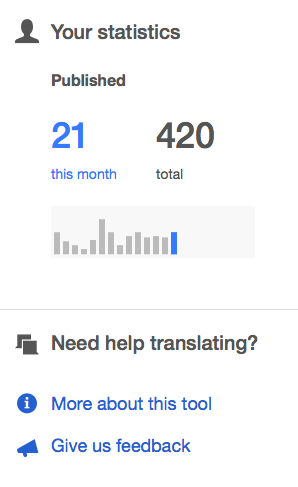 Your statistics
Published
21 420
this month total
Need help translating?
More about this tool
Give us feedback